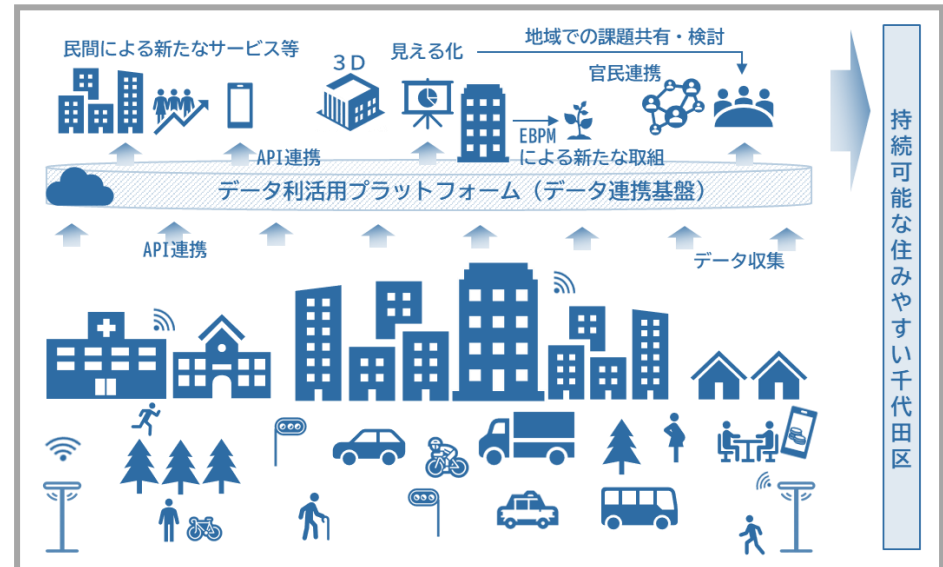 地域での課題共有・検討
民間による新たなサービス等
3D
見える化
官民連携
EBPM
による新たな取組
API連携
データ利活用プラットフォーム（データ連携基盤）
API連携
データ収集
持続可能な住みやすい千代田区